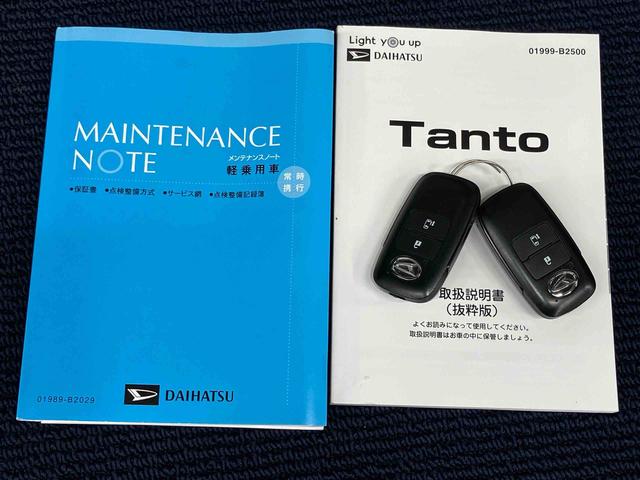 MAINTENANCE
NOTE
メンテナンスノート
軽乗用車
常時
携行
●保証書 ●点検整備方式 ●サービス網 ●点検整備記録簿
01989-B2029
DAIHATSU
Light you up
DAIHATSU
01999-B2500
Tanto
取扱説明書
（抜粋版）
よくお読みになって使用してください。
取扱説明書はお車の中に保管しましょう。